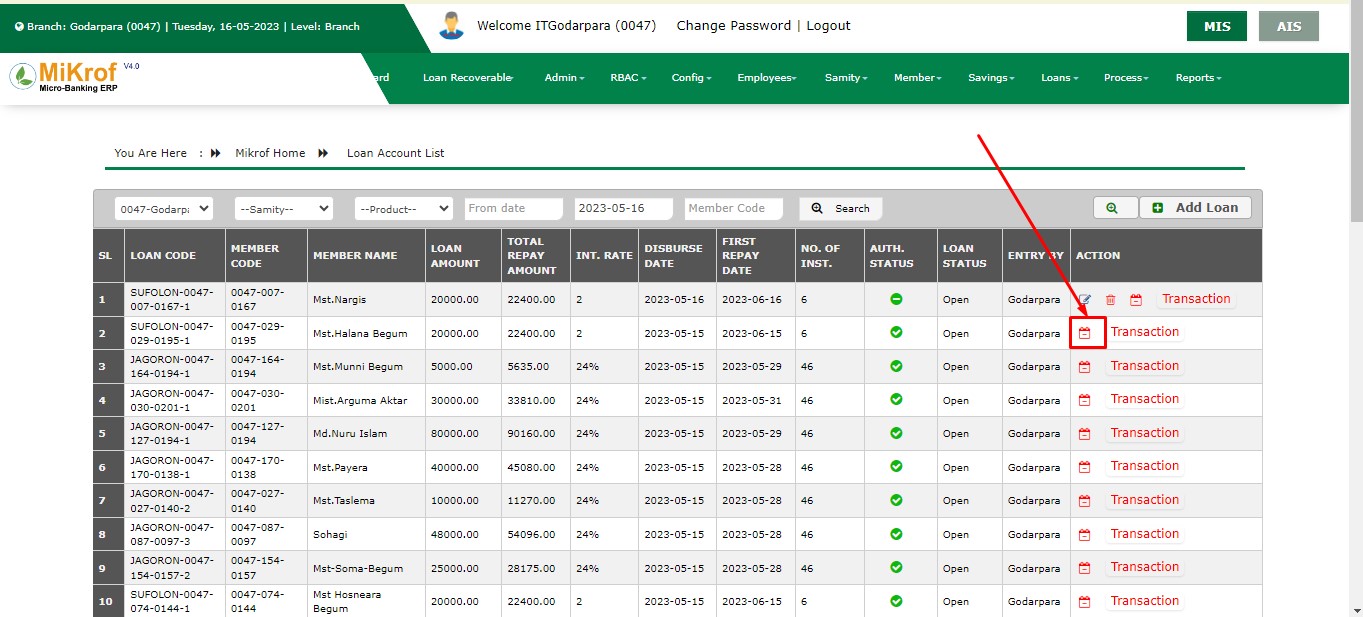 Branch: Godarpara (0047) | Tuesday, 16-05-2023 | Level: Branch
Welcome ITGodarpara (0047) Change Password | Logout
MIS AIS
MiKrof V4.0
Micro-Banking ERP
ard Loan Recoverable Admin RBAC Config Employees Samity Member Savings Loans Process Reports
You Are Here : Mikrof Home Loan Account List
0047-Godarpa --Samity-- --Product-- From date 2023-05-16 Member Code Search Add Loan
SL LOAN CODE MEMBER CODE MEMBER NAME LOAN AMOUNT TOTAL REPAY AMOUNT INT. RATE DISBURSE DATE FIRST REPAY DATE NO. OF INST. AUTH. STATUS LOAN STATUS ENTRY BY ACTION
1 SUFOLON-0047-007-0167-1 0047-007-0167 Mst.Nargis 20000.00 22400.00 2 2023-05-16 2023-06-16 6 Open Godarpara Transaction
2 SUFOLON-0047-029-0195-1 0047-029-0195 Mst.Halana Begum 20000.00 22400.00 2 2023-05-15 2023-06-15 6 Open Godarpara Transaction
3 JAGORON-0047-164-0194-1 0047-164-0194 Mst.Munni Begum 5000.00 5635.00 24% 2023-05-15 2023-05-29 46 Open Godarpara Transaction
4 JAGORON-0047-030-0201-1 0047-030-0201 Mist.Arguma Aktar 30000.00 33810.00 24% 2023-05-15 2023-05-31 46 Open Godarpara Transaction
5 JAGORON-0047-127-0194-1 0047-127-0194 Md.Nuru Islam 80000.00 90160.00 24% 2023-05-15 2023-05-29 46 Open Godarpara Transaction
6 JAGORON-0047-170-0138-1 0047-170-0138 Mst.Payera 40000.00 45080.00 24% 2023-05-15 2023-05-28 46 Open Godarpara Transaction
7 JAGORON-0047-027-0140-2 0047-027-0140 Mst.Taslema 10000.00 11270.00 24% 2023-05-15 2023-05-28 46 Open Godarpara Transaction
8 JAGORON-0047-087-0097-3 0047-087-0097 Sohagi 48000.00 54096.00 24% 2023-05-15 2023-05-28 46 Open Godarpara Transaction
9 JAGORON-0047-154-0157-2 0047-154-0157 Mst-Soma-Begum 25000.00 28175.00 24% 2023-05-15 2023-05-28 46 Open Godarpara Transaction
10 SUFOLON-0047-074-0144-1 0047-074-0144 Mst Hosneara Begum 20000.00 22400.00 2 2023-05-15 2023-06-15 6 Open Godarpara Transaction